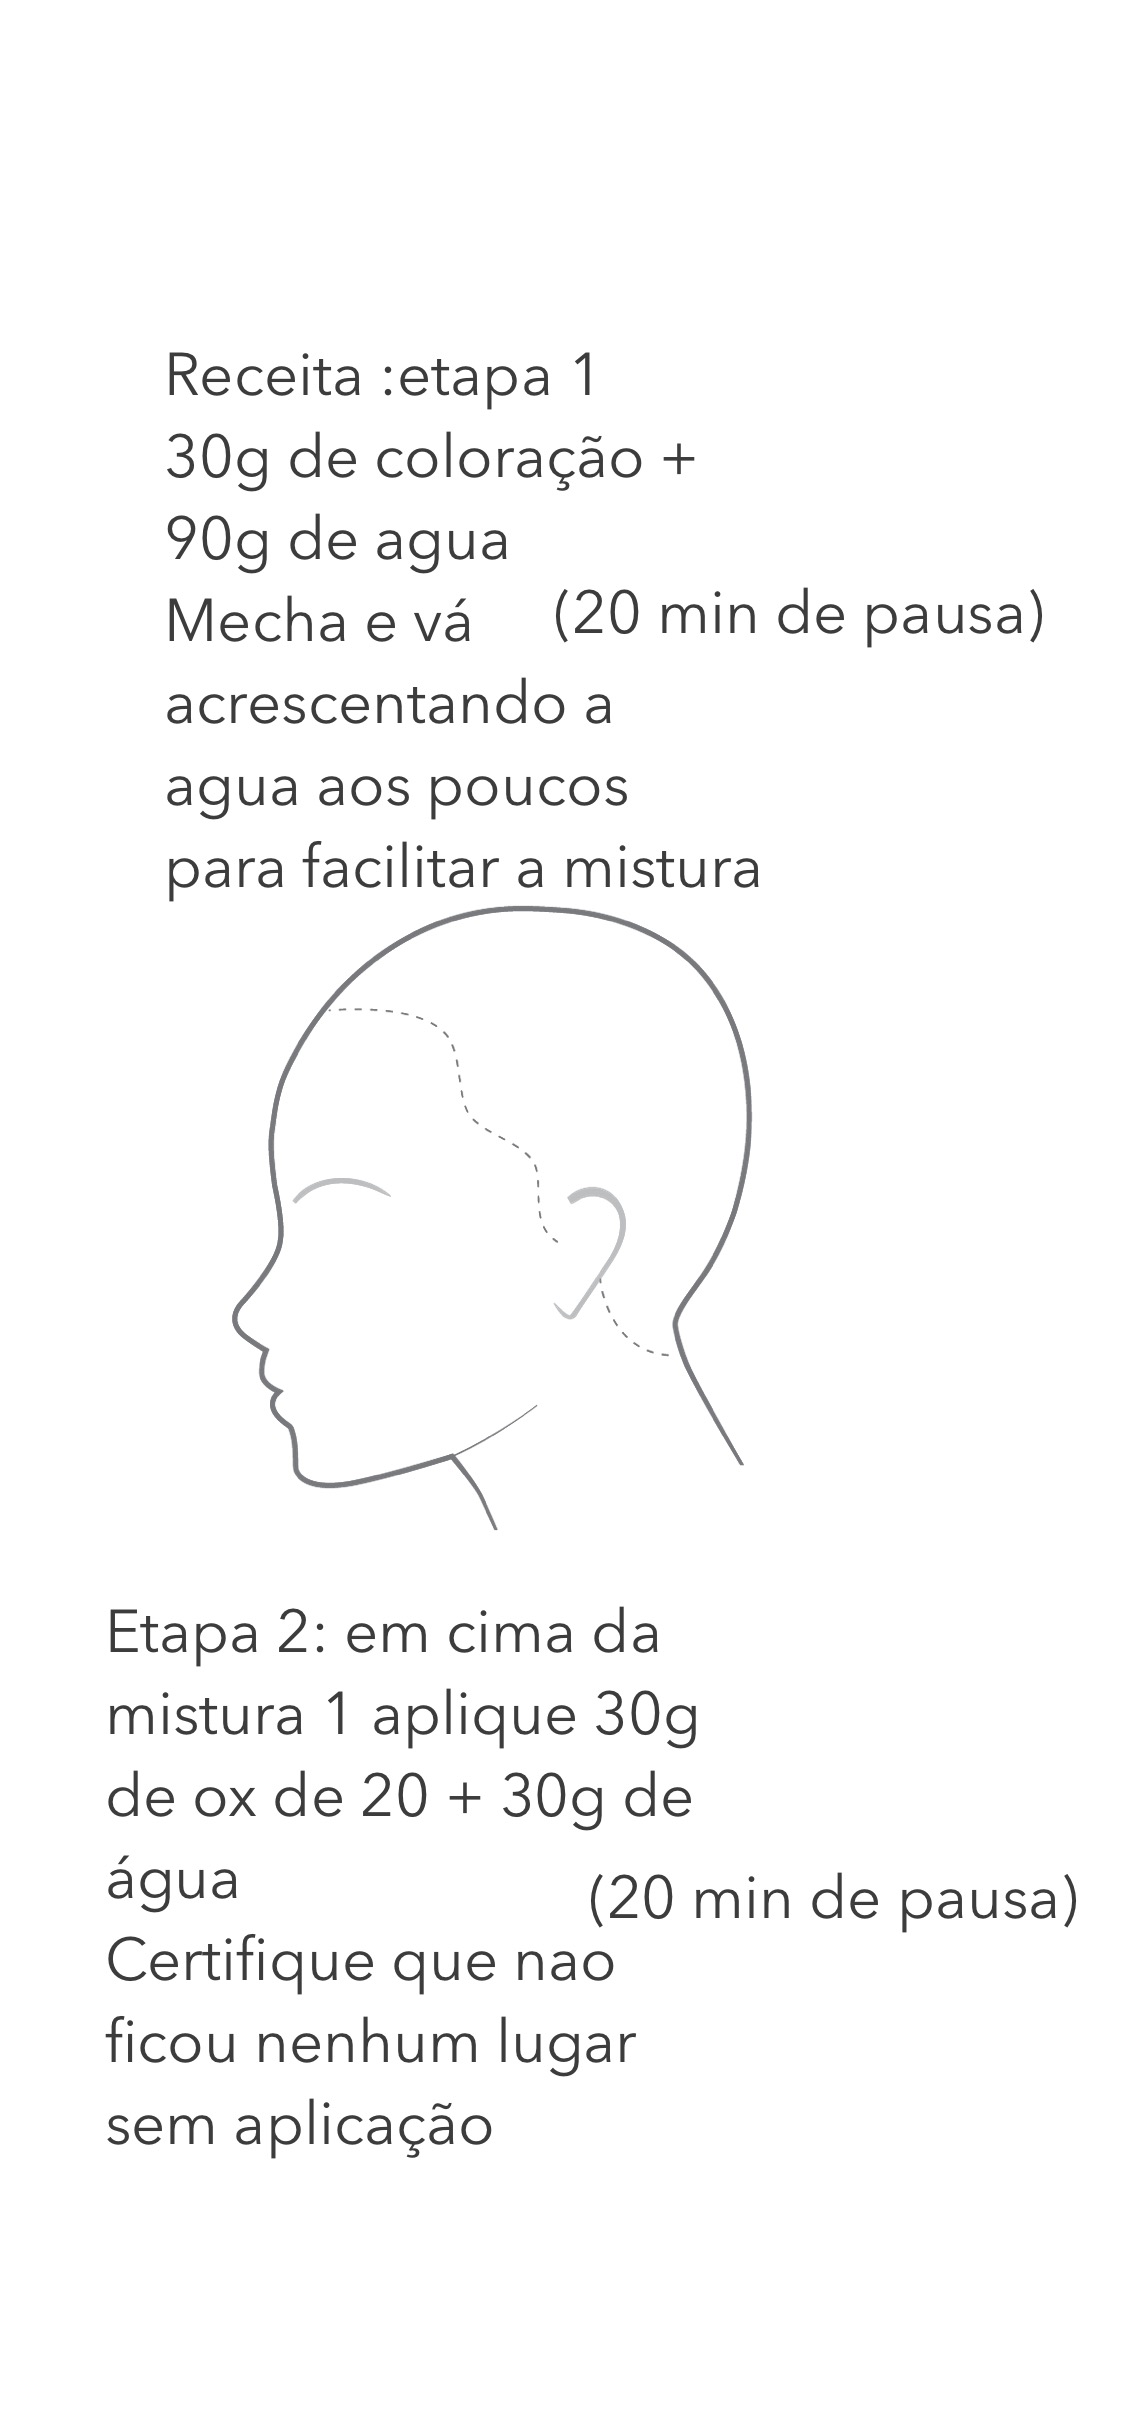 Receita :etapa 1
30g de coloração +
90g de agua
Mecha e vá
(20 min de pausa)
acrescentando a
agua aos poucos
para facilitar a mistura
Etapa 2: em cima da
mistura 1 aplique 30g
de ox de 20 + 30g de
água
(20 min de pausa)
Certifique que nao
ficou nenhum lugar
sem aplicação